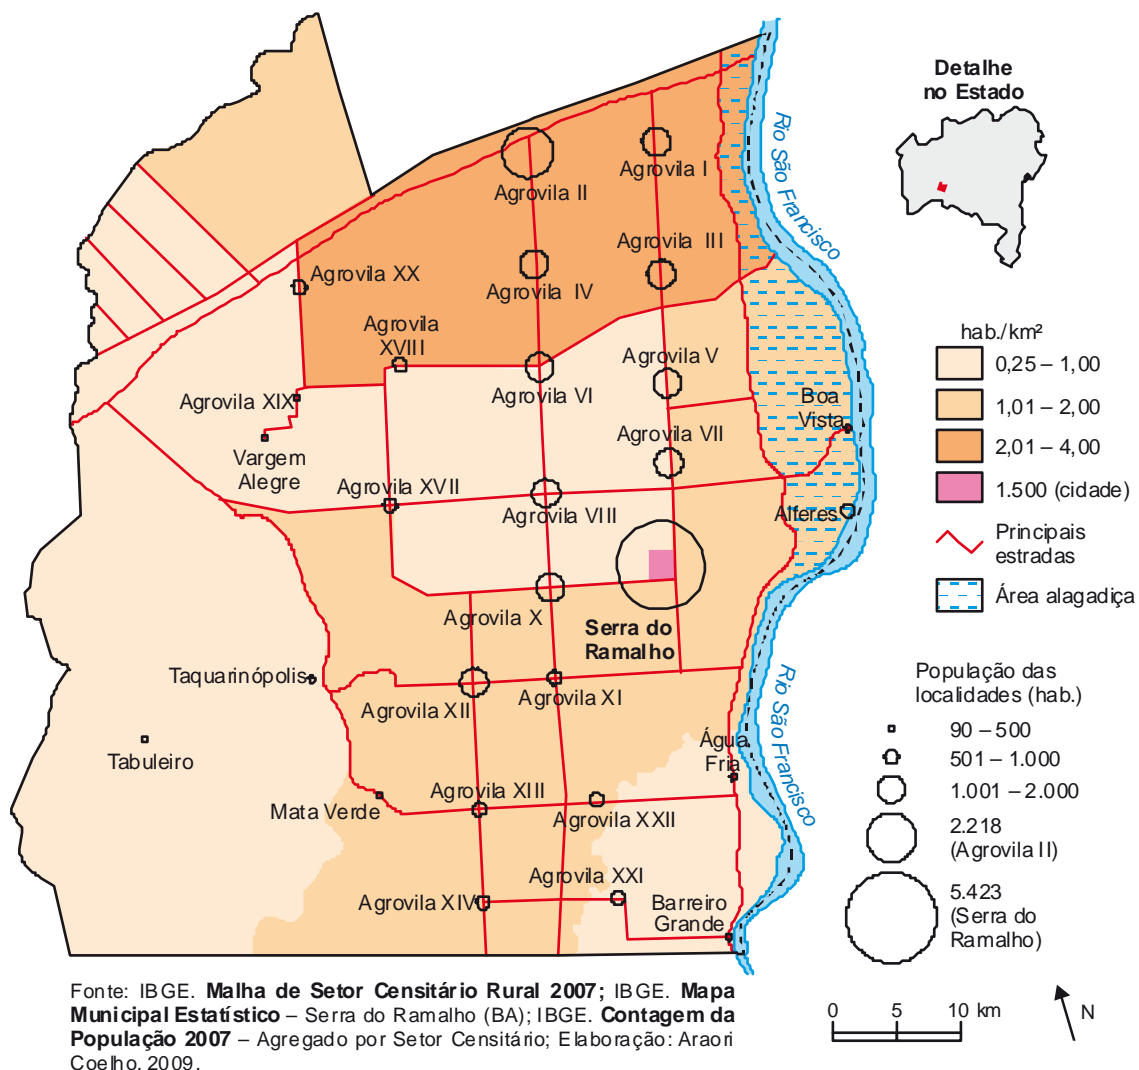 Detalhe
no Estado
Rio São Francisco
Agrovila I
Agrovila II
Agrovila III
Agrovila XX
Agrovila IV
Agrovila
XVIII
Agrovila V
Agrovila VI
Agrovila XIX
Boa
Vista
Vargem
Alegre
Agrovila VII
Agrovila XVII
Agrovila VIII
Alferes
Agrovila X
Serra do
Ramalho
Taquarinópolis
Agrovila XII
Agrovila XI
Rio São Francisco
Tabuleiro
Água
Fria
Mata Verde
Agrovila XIII
Agrovila XXII
Agrovila XXI
Agrovila XIV
Barreiro
Grande
hab./km²
0,25 – 1,00
1,01 – 2,00
2,01 – 4,00
1.500 (cidade)
Principais
estradas
Área alagadiça
População das
localidades (hab.)
90 – 500
501 – 1.000
1.001 – 2.000
2.218
(Agrovila II)
5.423
(Serra do
Ramalho)
0 5 10 km
N
Fonte: IBGE. Malha de Setor Censitário Rural 2007; IBGE. Mapa
Municipal Estatístico – Serra do Ramalho (BA); IBGE. Contagem da
População 2007 – Agregado por Setor Censitário; Elaboração: Araori
Coelho, 2009.